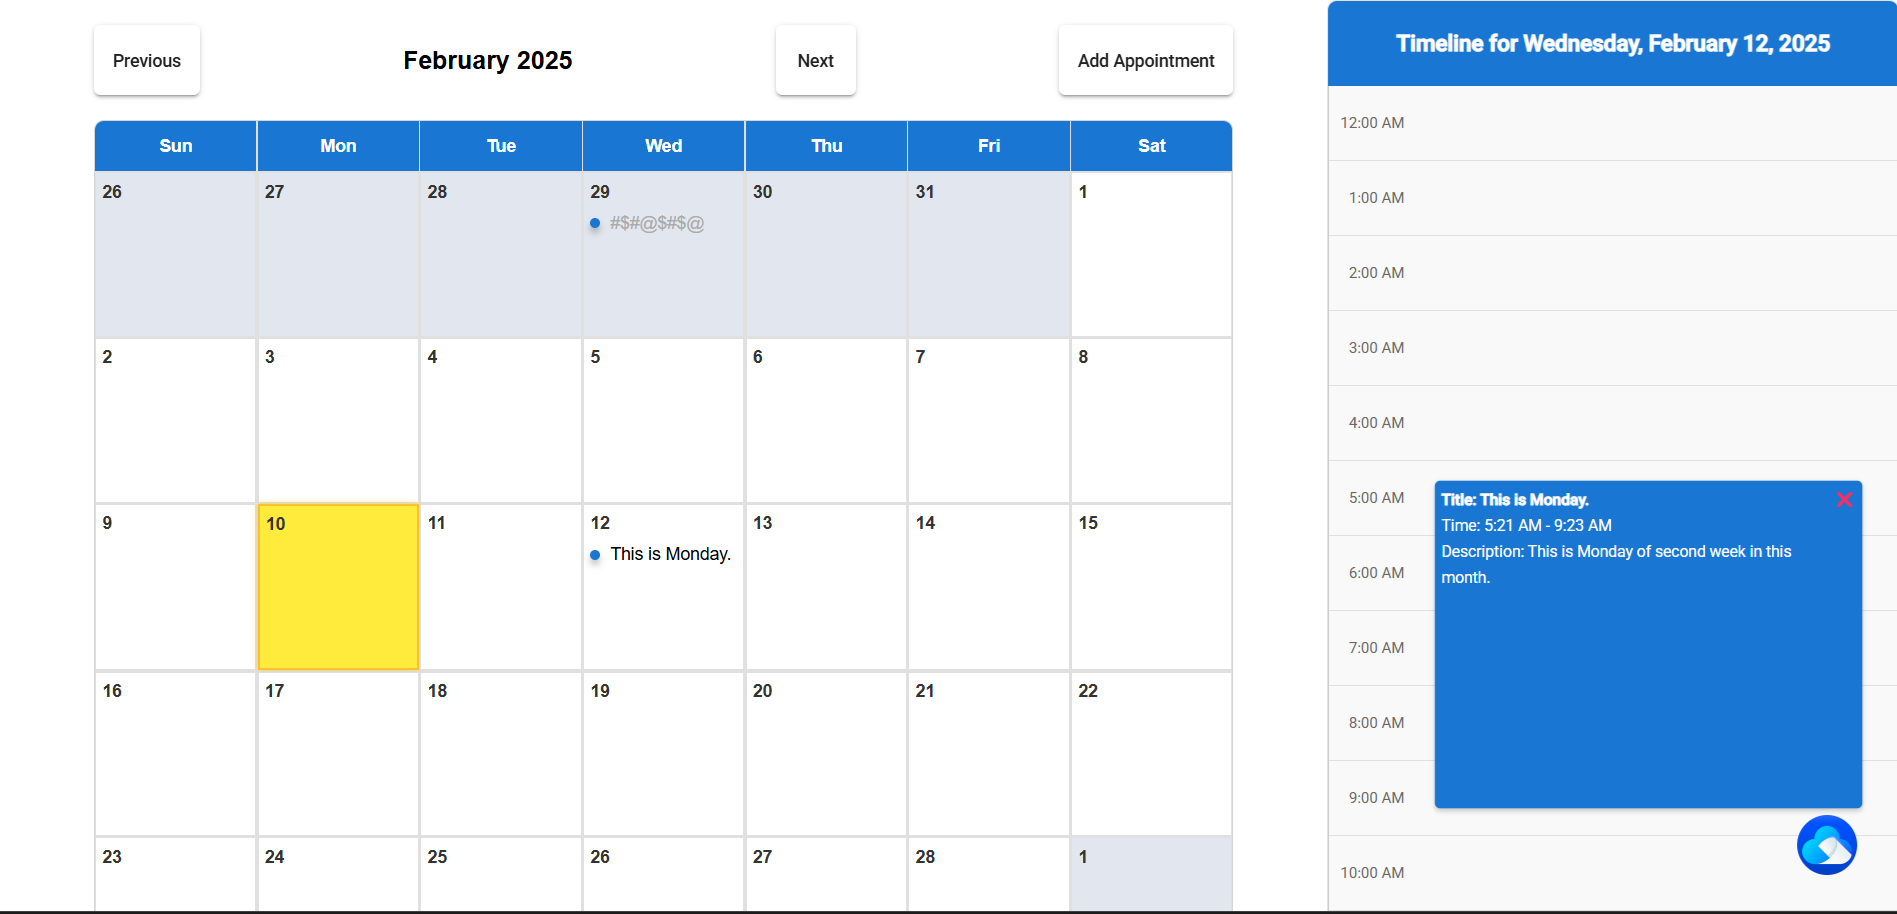 Previous
February 2025
Next
Add Appointment
Sun Mon Tue Wed Thu Fri Sat
26 27 28 29 30 31 1
#$#@$#$@
2 3 4 5 6 7 8
9 10 11 12 13 14 15
This is Monday.
16 17 18 19 20 21 22
23 24 25 26 27 28 1
Timeline for Wednesday, February 12, 2025
12:00 AM
1:00 AM
2:00 AM
3:00 AM
4:00 AM
5:00 AM
Title: This is Monday.
Time: 5:21 AM - 9:23 AM
Description: This is Monday of second week in this
month.
6:00 AM
7:00 AM
8:00 AM
9:00 AM
10:00 AM